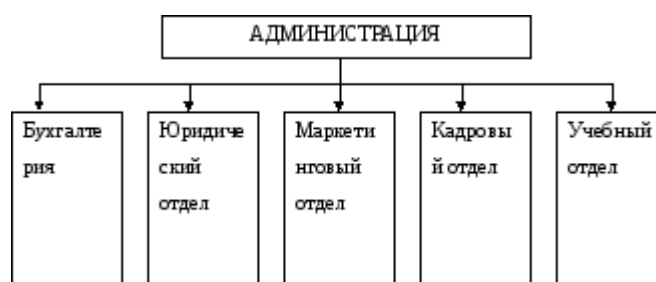 АДМИНИСТРАЦИЯ
Бухгалте
рия
Юридиче
ский
отдел
Маркети
нговый
отдел
Кадровы
й отдел
Учебный
отдел